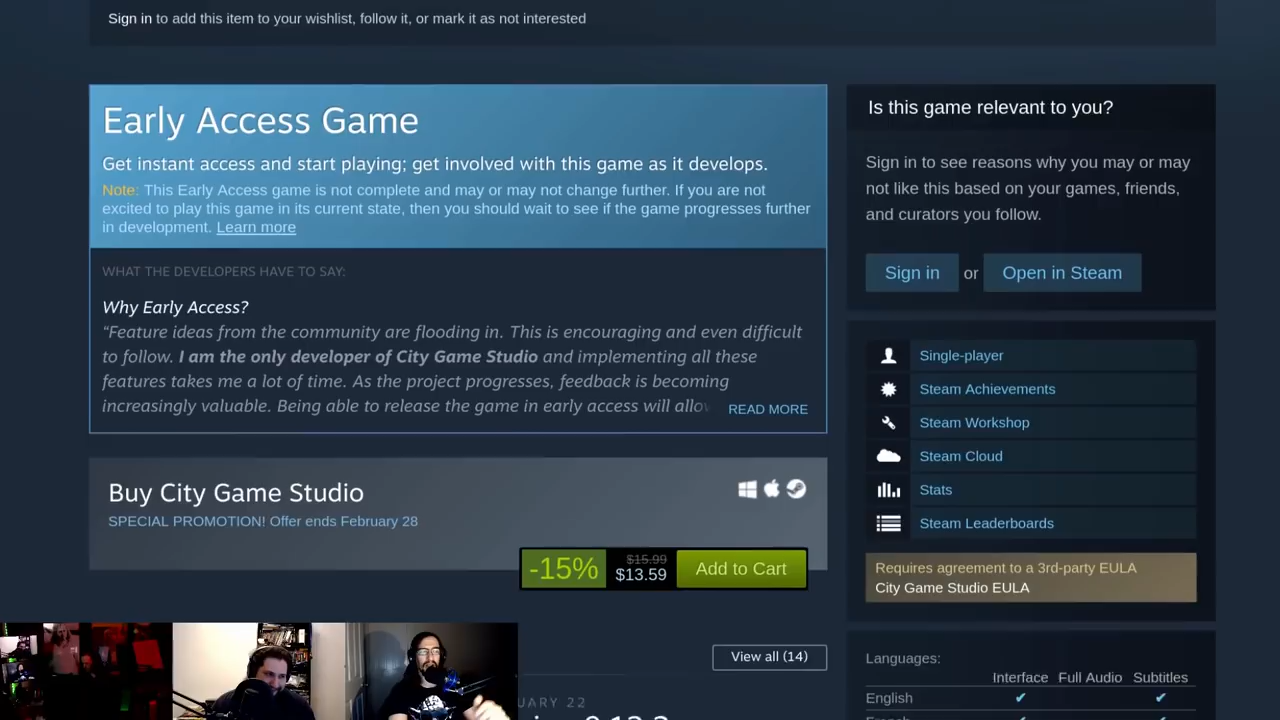 Sign in to add this item to your wishlist, follow it, or mark it as not interested
Early Access Game
Get instant access and start playing; get involved with this game as it develops.
Note: This Early Access game is not complete and may or may not change further. If you are not
excited to play this game in its current state, then you should wait to see if the game progresses further
in development. Learn more
WHAT THE DEVELOPERS HAVE TO SAY:
Why Early Access?
“Feature ideas from the community are flooding in. This is encouraging and even difficult
to follow. I am the only developer of City Game Studio and implementing all these
features takes me a lot of time. As the project progresses, feedback is becoming
increasingly valuable. Being able to release the game in early access will allow
READ MORE
Buy City Game Studio
SPECIAL PROMOTION! Offer ends February 28
-15%
$15.99
$13.59
Add to Cart
View all (14)
Is this game relevant to you?
Sign in to see reasons why you may or may
not like this based on your games, friends,
and curators you follow.
Sign in or Open in Steam
Single-player
Steam Achievements
Steam Workshop
Steam Cloud
Stats
Steam Leaderboards
Requires agreement to a 3rd-party EULA
City Game Studio EULA
Languages:
Interface Full Audio Subtitles
English ✔ ✔